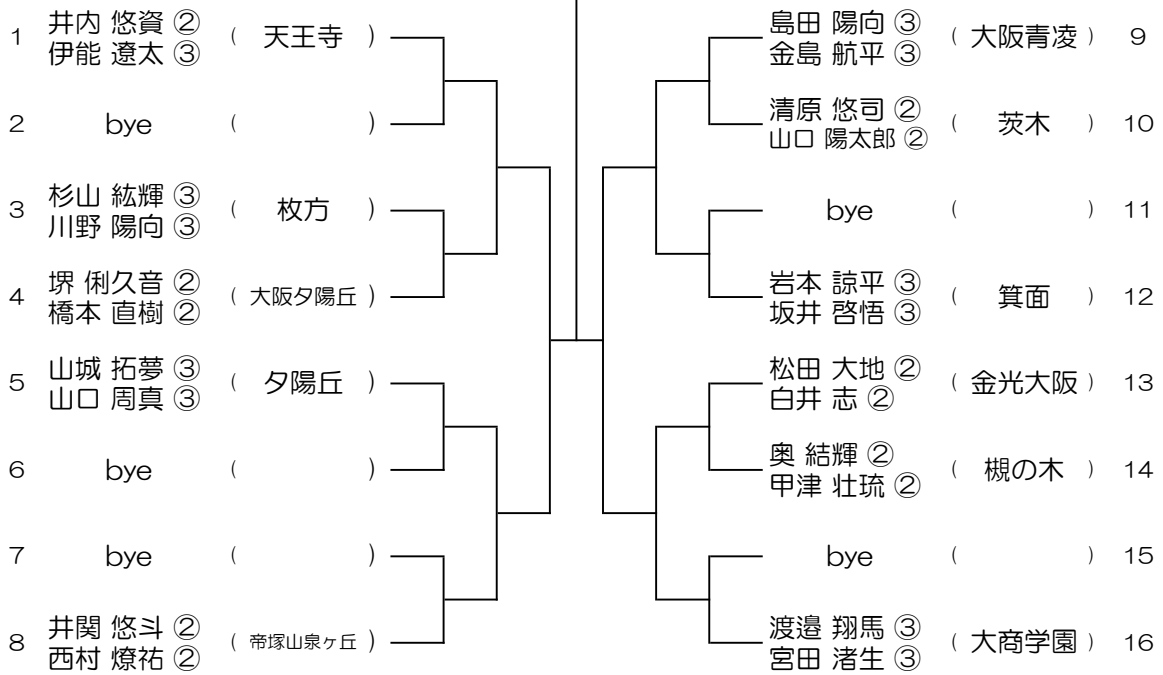 1 井内 悠資 ② ( 天王寺 )
伊能 遼太 ③
2 bye ( )
3 杉山 紘輝 ③ ( 枚方 )
川野 陽向 ③
4 堺 俐久音 ② ( 大阪夕陽丘 )
橋本 直樹 ②
5 山城 拓夢 ③ ( 夕陽丘 )
山口 周真 ③
6 bye ( )
7 bye ( )
8 井関 悠斗 ② ( 帝塚山泉ヶ丘 )
西村 燎祐 ②
島田 陽向 ③ ( 大阪青凌 ) 9
金島 航平 ③
清原 悠司 ② ( 茨木 ) 10
山口 陽太郎 ②
bye ( ) 11
岩本 諒平 ③ ( 箕面 ) 12
坂井 啓悟 ③
松田 大地 ② ( 金光大阪 ) 13
白井 志 ②
奥 結輝 ② ( 槻の木 ) 14
甲津 壮琉 ②
bye ( ) 15
渡邉 翔馬 ③ ( 大商学園 ) 16
宮田 渚生 ③